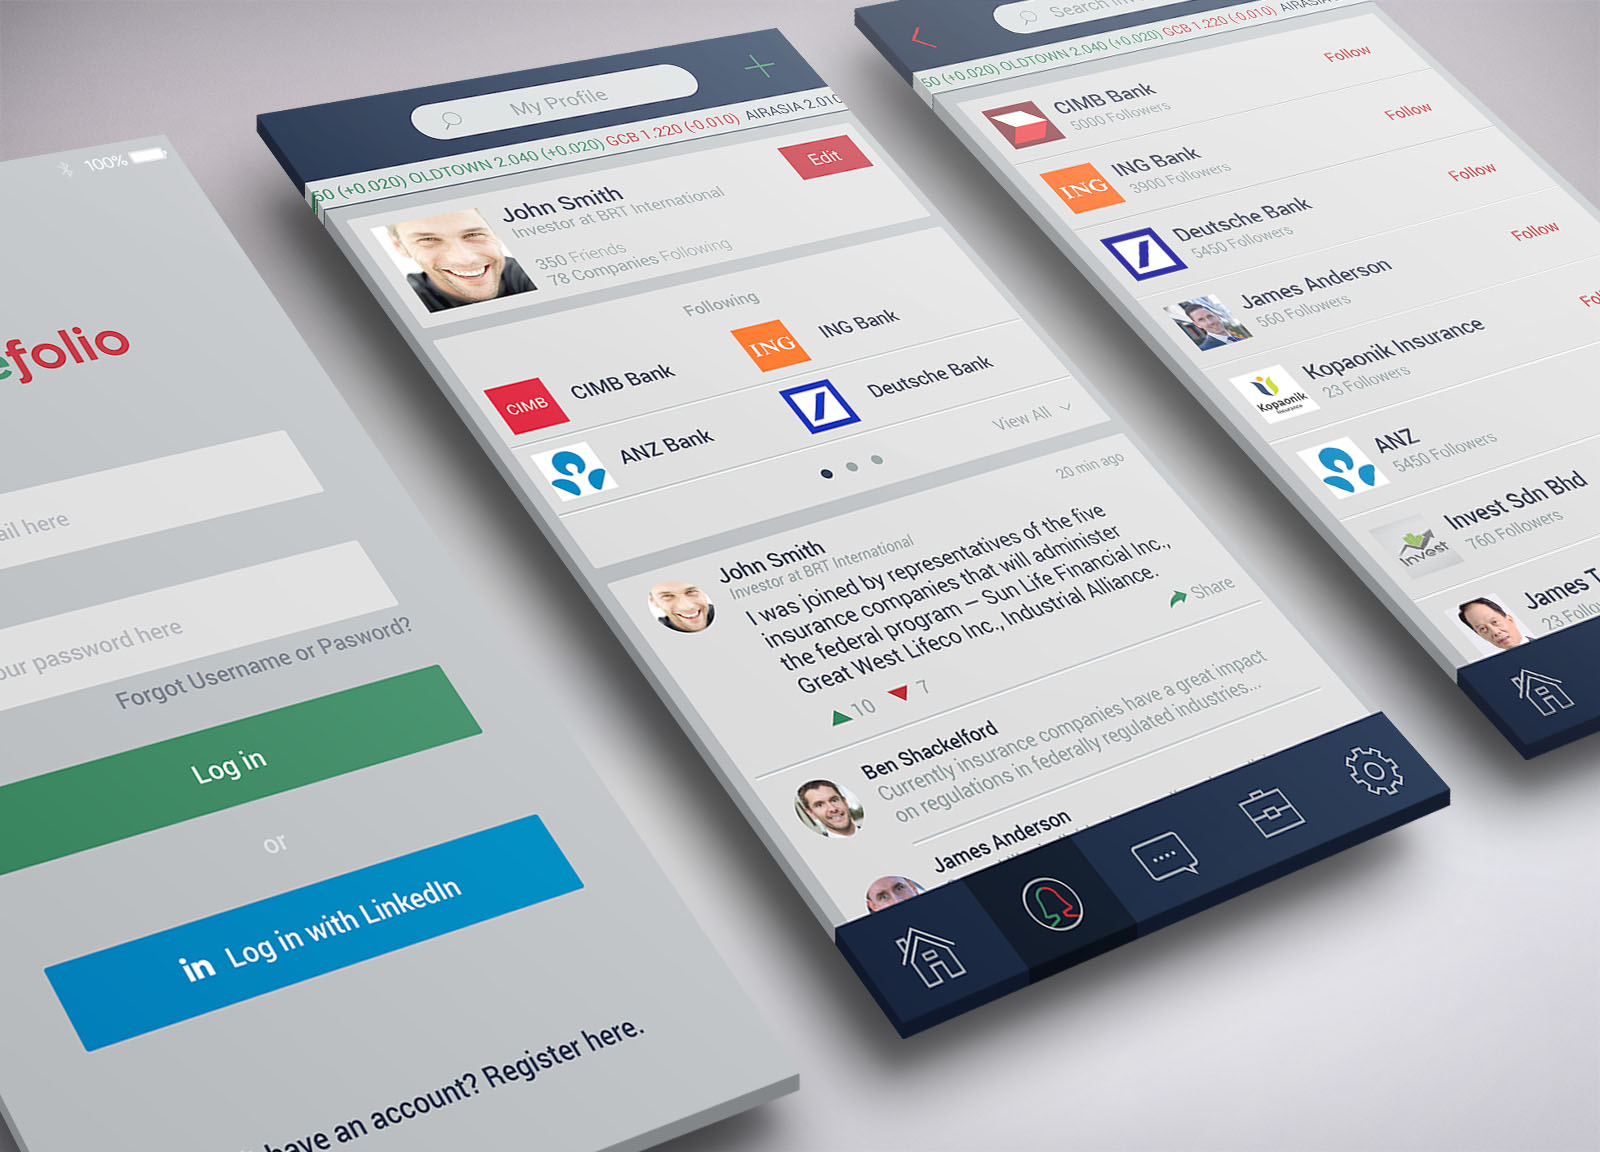 100%
efolio
ail here
our password here
Forgot Username or Pasword?
Log in
or
in Log in with LinkedIn
have an account? Register here.
My Profile
50 (+0.020) OLDTOWN 2.040 (+0.020) GCB 1.220 (-0.010) AIRASIA 2.010
John Smith
Investor at BRT International
350 Friends
78 Companies Following
Edit
Following
CIMB
CIMB Bank
ING
ING Bank
ANZ Bank
Deutsche Bank
View All
20 min ago
John Smith
Investor at BRT International
I was joined by representatives of the five
insurance companies that will administer
the federal program – Sun Life Financial Inc.,
Great West Lifeco Inc., Industrial Alliance.
10
7
Share
Ben Shackelford
Currently insurance companies have a great impact
on regulations in federally regulated industries...
James Anderson
Search
50 (+0.020) OLDTOWN 2.040 (+0.020) GCB 1.220 (-0.010) AIRASIA
CIMB Bank
5000 Followers
Follow
ING
ING Bank
3900 Followers
Follow
Deutsche Bank
5450 Followers
Follow
James Anderson
560 Followers
Follow
Kopaonik
Insurance
Kopaonik Insurance
23 Followers
Fol
ANZ
5450 Followers
Invest
Invest Sdn Bhd
760 Followers
James T
23 Follo